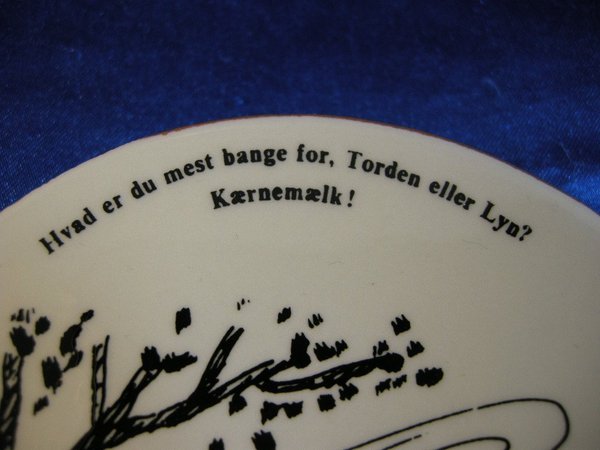 Hvad er du mest bange for, Torden eller Lyn?
Kærnemælk!